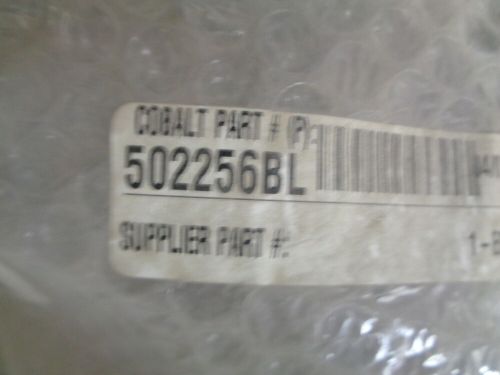 COBALT PART # (P):
502256BL
SUPPLIER PART #: